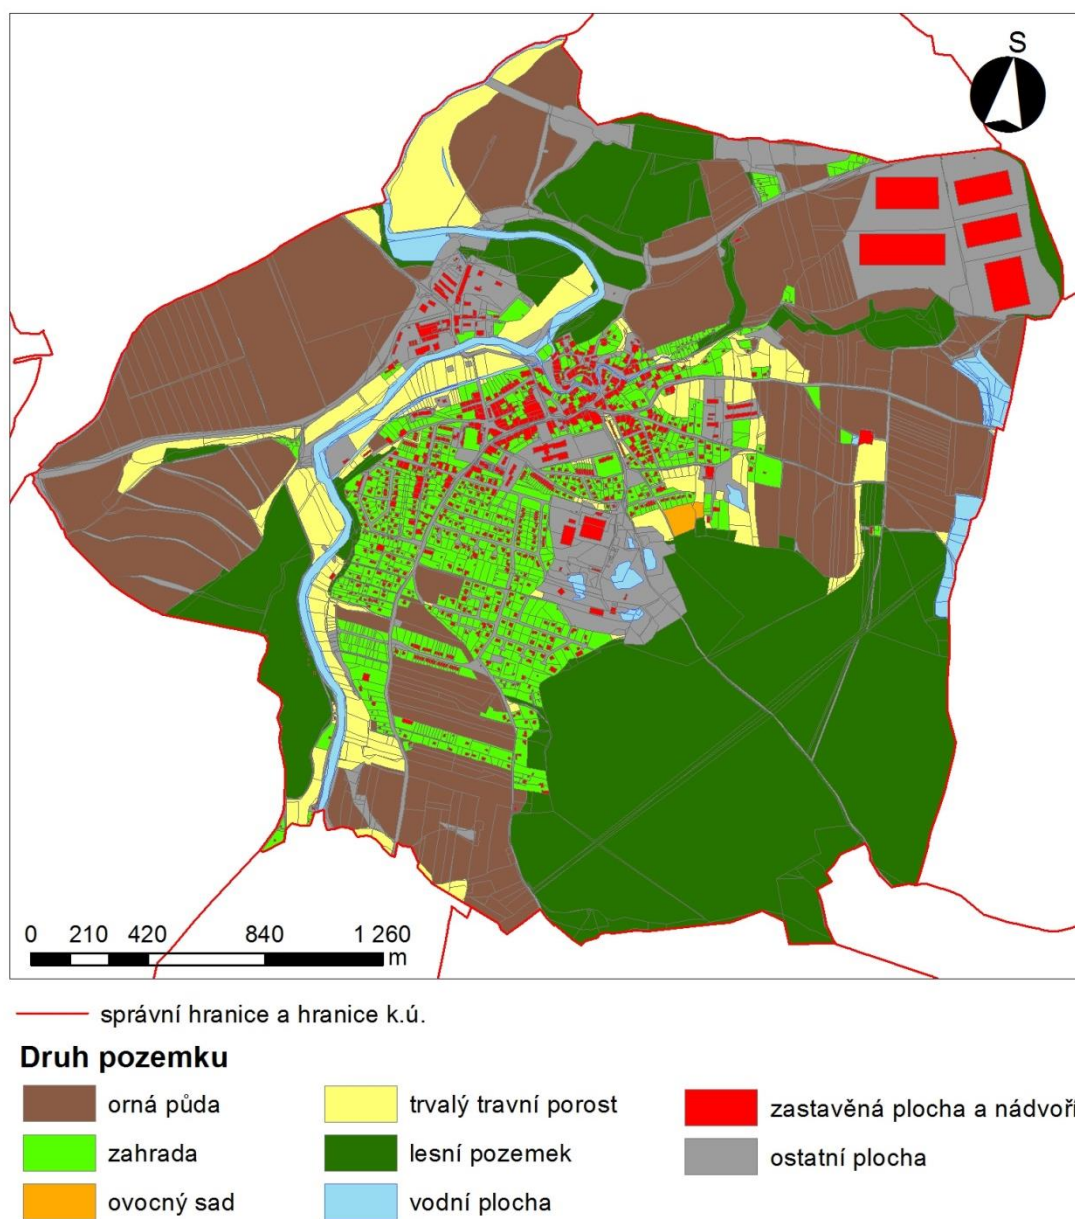 S
0 210 420 840 1 260
m
správní hranice a hranice k.ú.
Druh pozemku
orná půda
trvalý travní porost
zastavěná plocha a nádvoří
zahrada
lesní pozemek
ostatní plocha
ovocný sad
vodní plocha